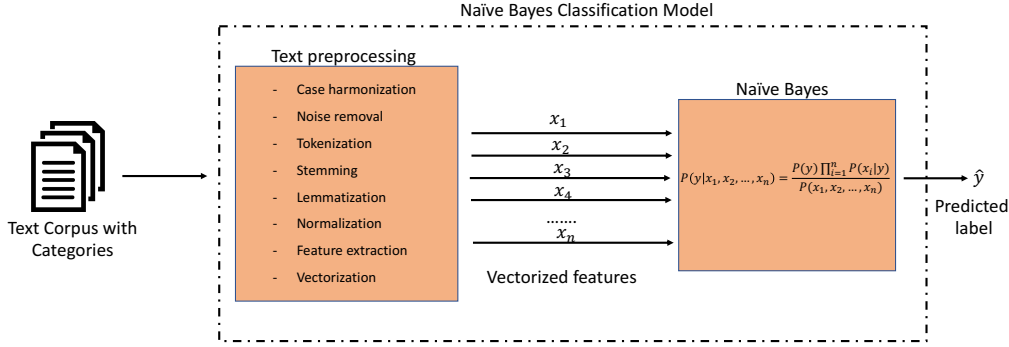 Naïve Bayes Classification Model
Text preprocessing
- Case harmonization
- Noise removal
- Tokenization
- Stemming
- Lemmatization
- Normalization
- Feature extraction
- Vectorization
Text Corpus with
Categories
x₁
x₂
x₃
x₄
.......
xₙ
Vectorized features
Naïve Bayes
P(y|x₁, x₂, ..., xₙ) = P(y) ∏ⁿᵢ₌₁ P(xᵢ|y) / P(x₁, x₂, ..., xₙ)
ŷ
Predicted
label